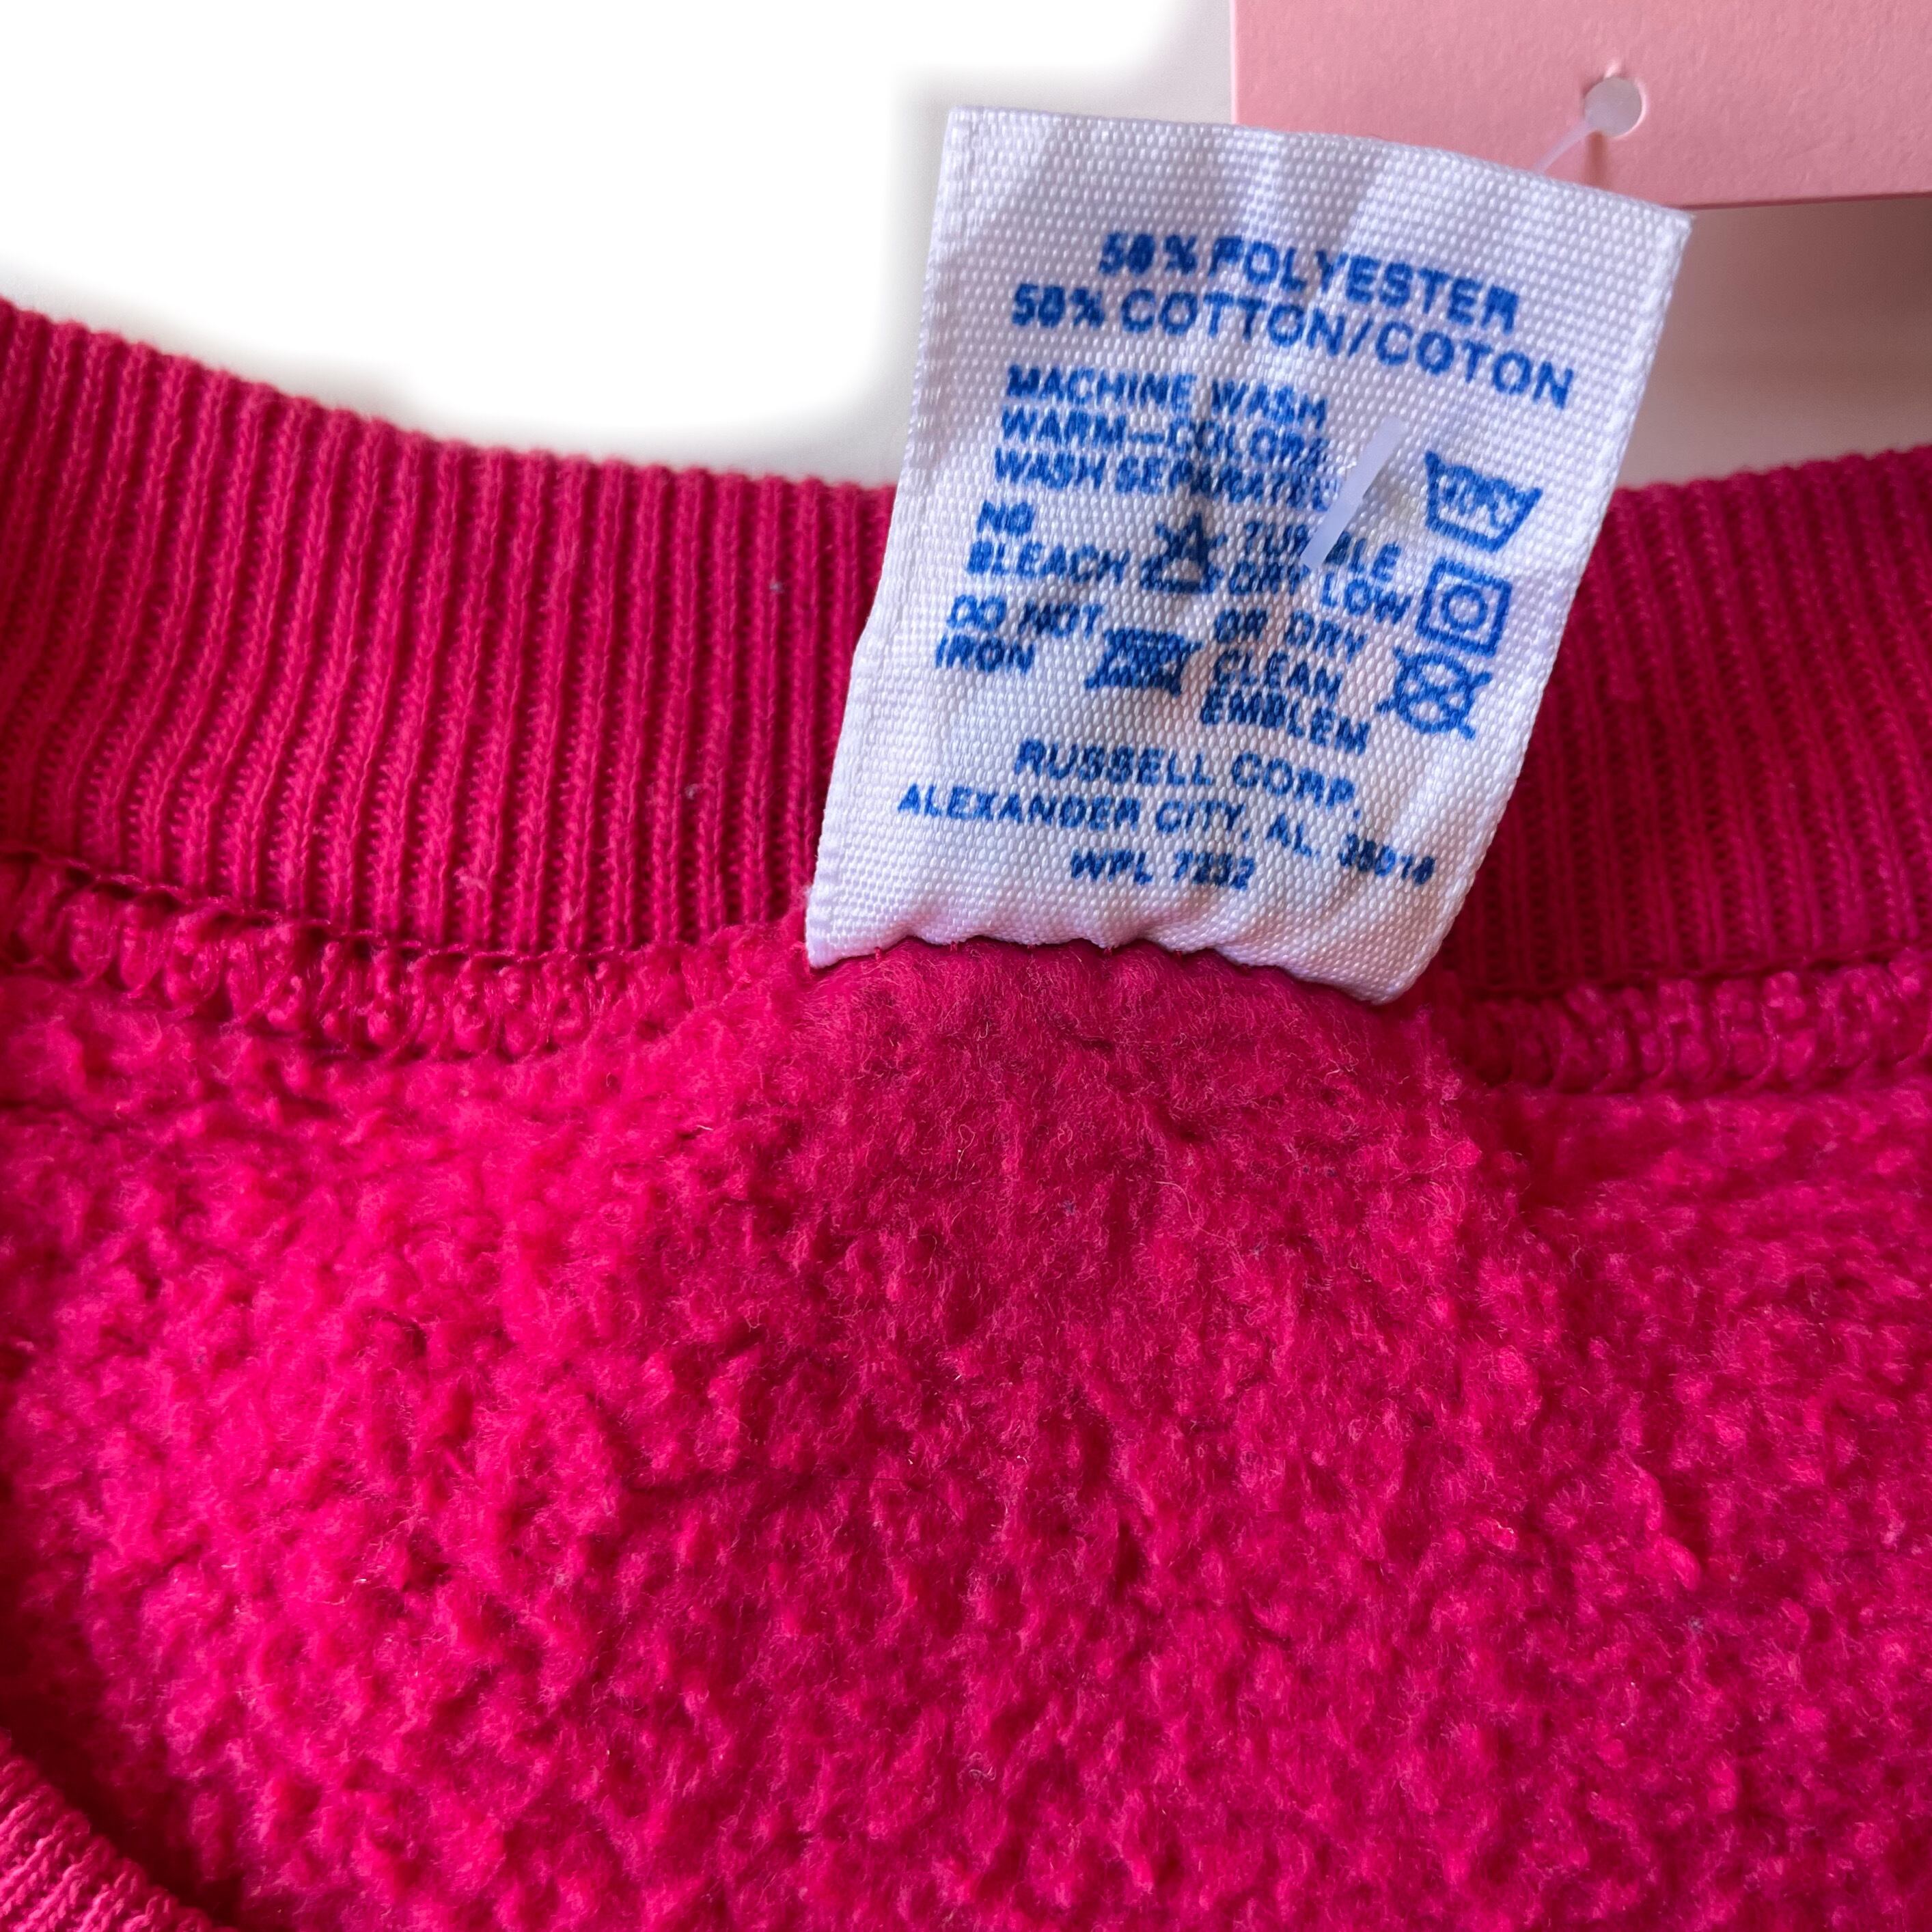 50% POLYESTER
50% COTTON/COTON
MACHINE WASH
WARM—COLORS
WASH SEPARATELY
NO
BLEACH
TUMBLE
DRY LOW
DO NOT
IRON
OR DRY
CLEAN
EMBLEM
RUSSELL CORP.
ALEXANDER CITY, AL. 35010
WPL 7232